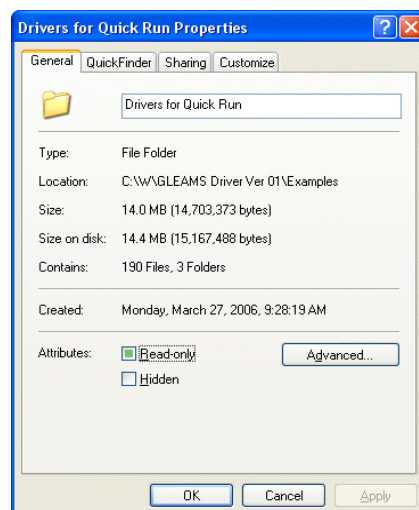 Drivers for Quick Run Properties
General QuickFinder Sharing Customize
Drivers for Quick Run
Type: File Folder
Location: C:\W\GLEAMS Driver Ver 01\Examples
Size: 14.0 MB (14,703,373 bytes)
Size on disk: 14.4 MB (15,167,488 bytes)
Contains: 190 Files, 3 Folders
Created: Monday, March 27, 2006, 9:28:19 AM
Attributes: Read-only Advanced...
Hidden
OK Cancel Apply